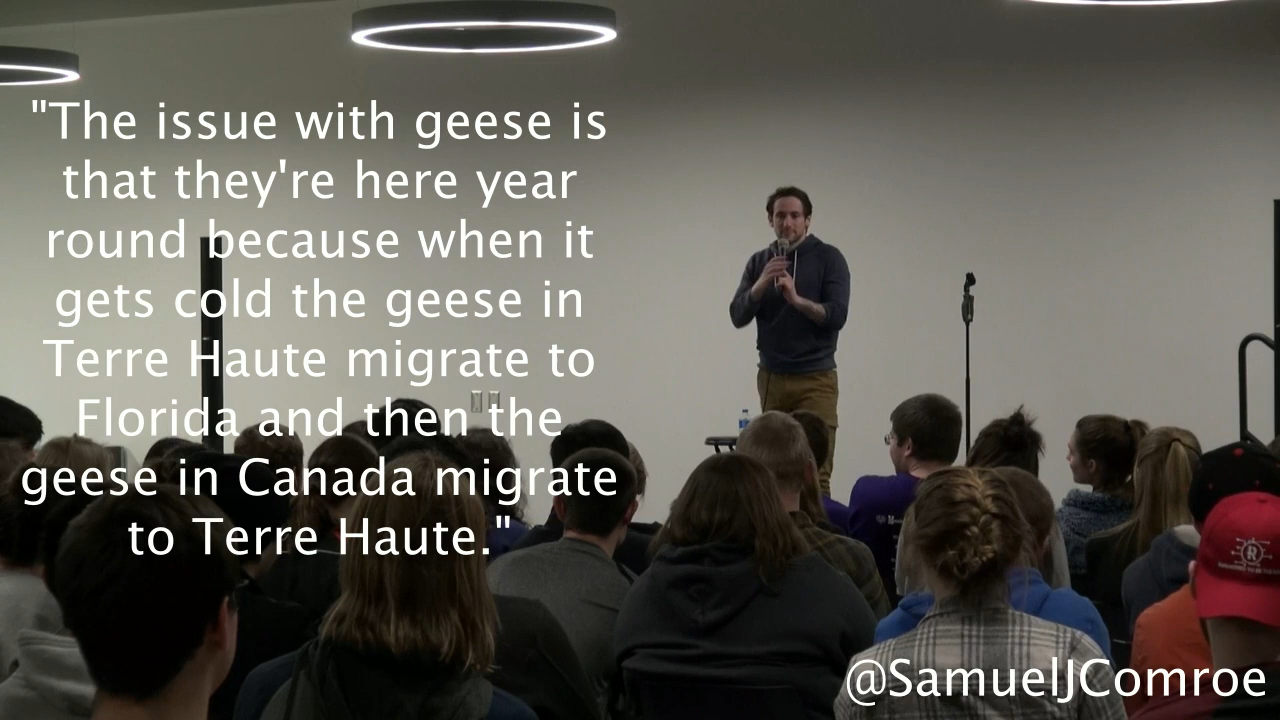 "The issue with geese is
that they're here year
round because when it
gets cold the geese in
Terre Haute migrate to
Florida and then the
geese in Canada migrate
to Terre Haute."
R
@SamuelJComroe